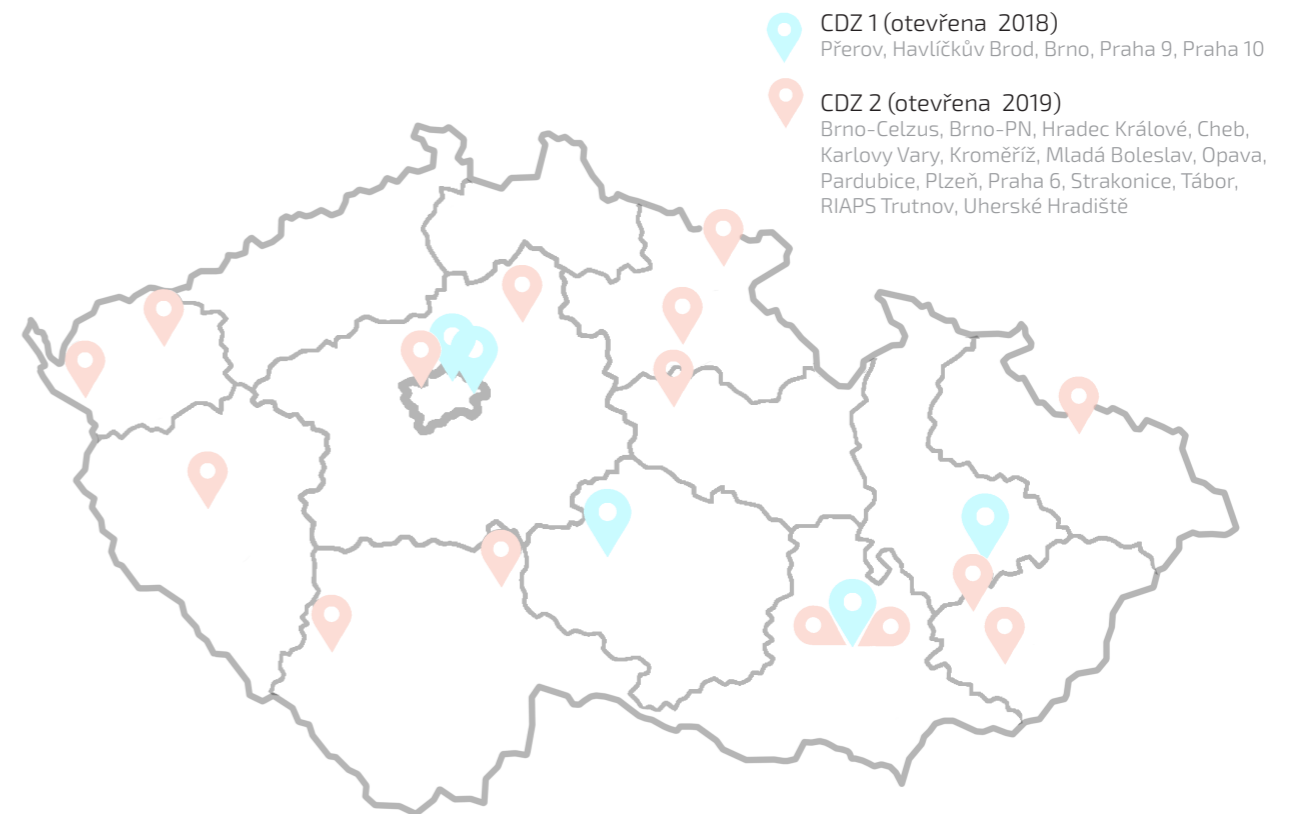 CDZ 1 (otevřena 2018)
Přerov, Havlíčkův Brod, Brno, Praha 9, Praha 10
CDZ 2 (otevřena 2019)
Brno-Celzus, Brno-PN, Hradec Králové, Cheb,
Karlovy Vary, Kroměříž, Mladá Boleslav, Opava,
Pardubice, Plzeň, Praha 6, Strakonice, Tábor,
RIAPS Trutnov, Uherské Hradiště